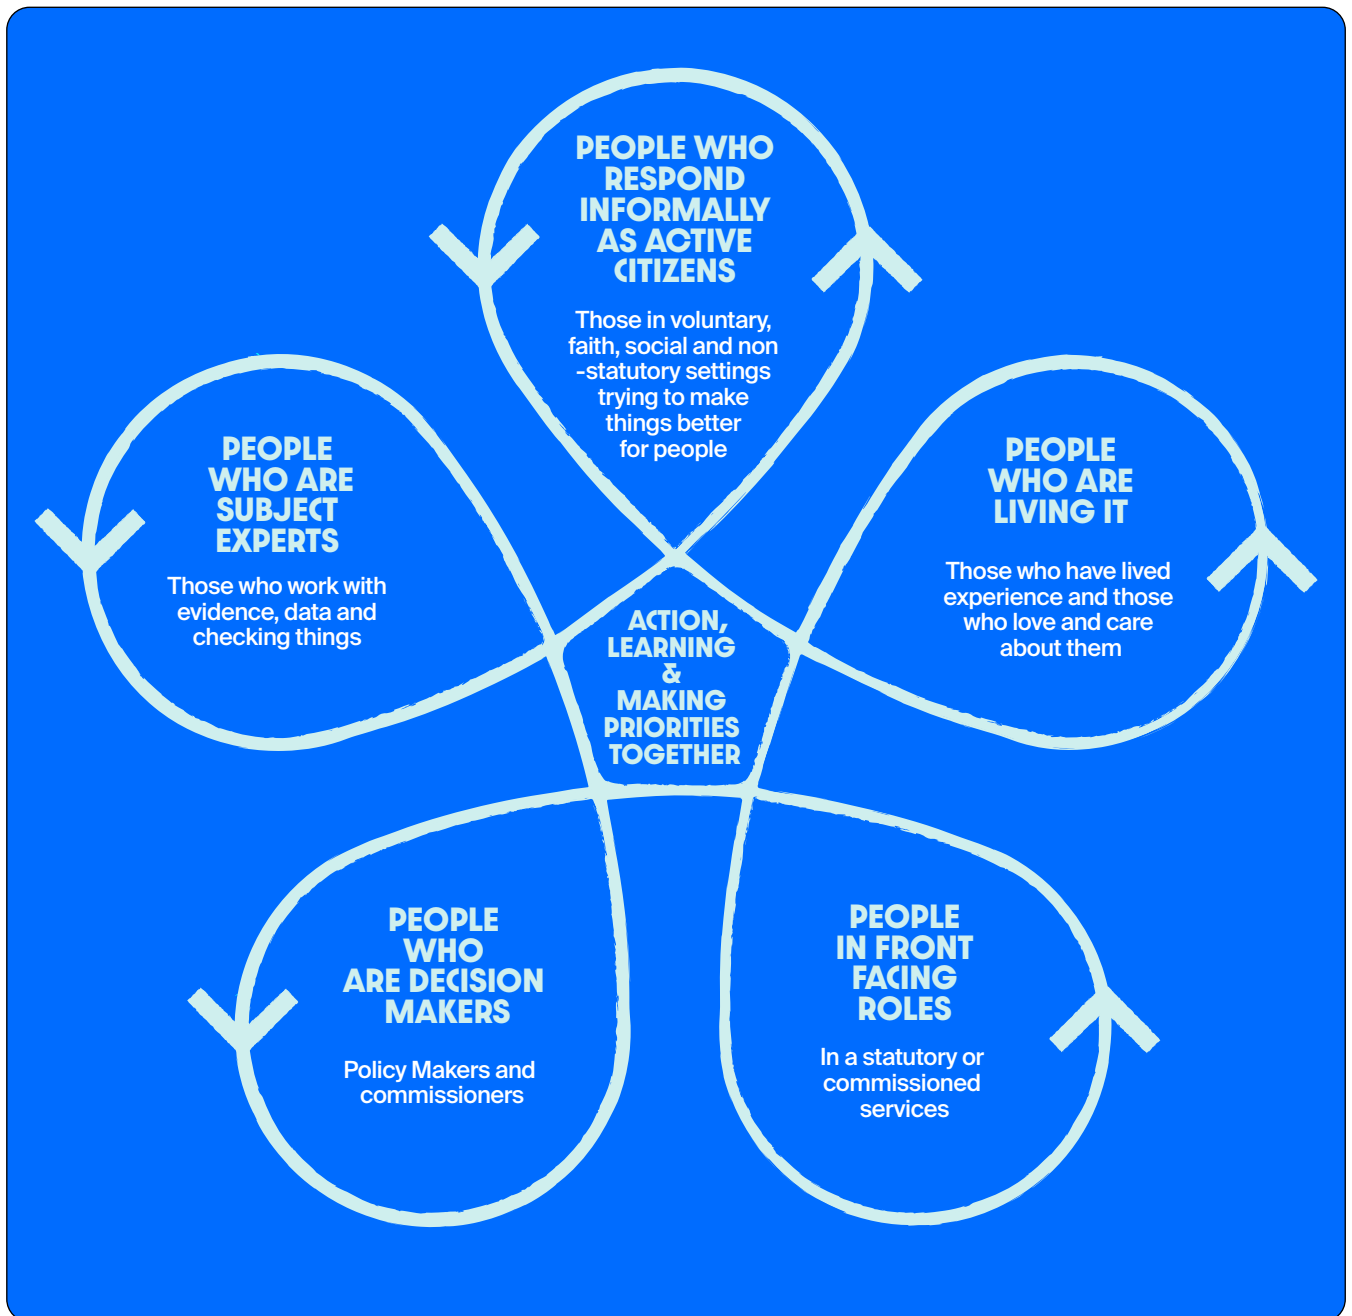 PEOPLE WHO
RESPOND
INFORMALLY
AS ACTIVE
CITIZENS
Those in voluntary,
faith, social and non
-statutory settings
trying to make
things better
for people
PEOPLE
WHO ARE
SUBJECT
EXPERTS
Those who work with
evidence, data and
checking things
PEOPLE
WHO ARE
LIVING IT
Those who have lived
experience and those
who love and care
about them
ACTION,
LEARNING
&
MAKING
PRIORITIES
TOGETHER
PEOPLE
WHO
ARE DECISION
MAKERS
Policy Makers and
commissioners
PEOPLE
IN FRONT
FACING
ROLES
In a statutory or
commissioned
services